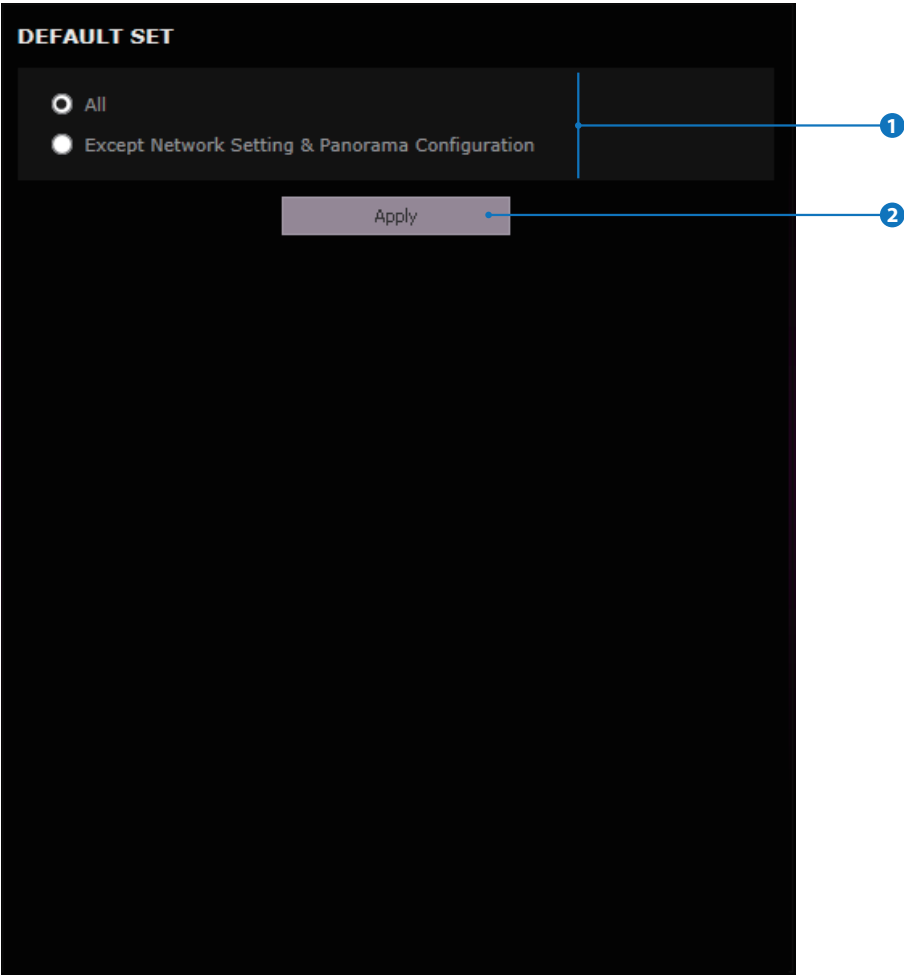 DEFAULT SET
All
1
Except Network Setting & Panorama Configuration
Apply
2